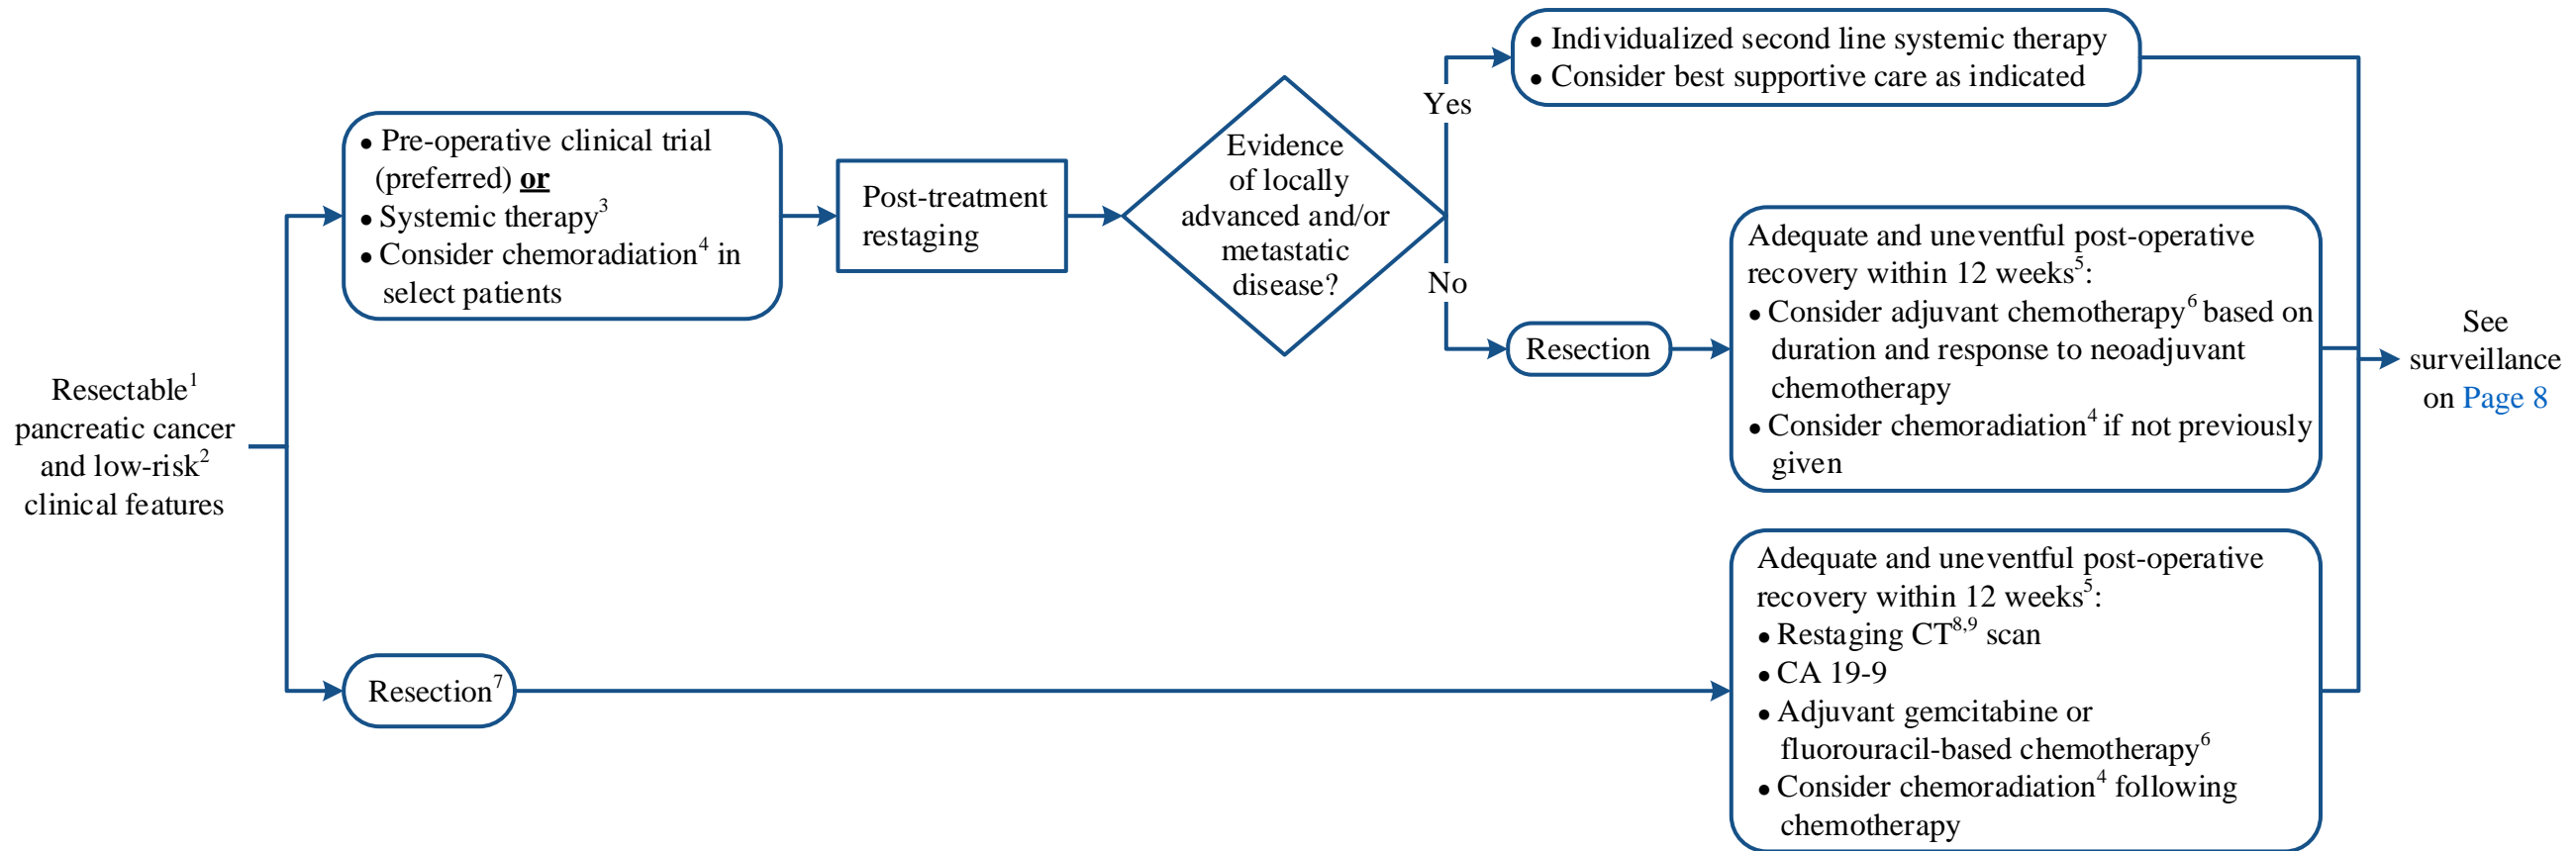 Resectable1
pancreatic cancer
and low-risk2
clinical features
• Pre-operative clinical trial
(preferred) or
• Systemic therapy3
• Consider chemoradiation4 in
select patients
Post-treatment
restaging
Evidence
of locally
advanced and/or
metastatic
disease?
Yes
• Individualized second line systemic therapy
• Consider best supportive care as indicated
No
Resection
Adequate and uneventful post-operative
recovery within 12 weeks5:
• Consider adjuvant chemotherapy6 based on
duration and response to neoadjuvant
chemotherapy
• Consider chemoradiation4 if not previously
given
Resection7
Adequate and uneventful post-operative
recovery within 12 weeks5:
• Restaging CT8,9 scan
• CA 19-9
• Adjuvant gemcitabine or
fluorouracil-based chemotherapy6
• Consider chemoradiation4 following
chemotherapy
See
surveillance
on Page 8